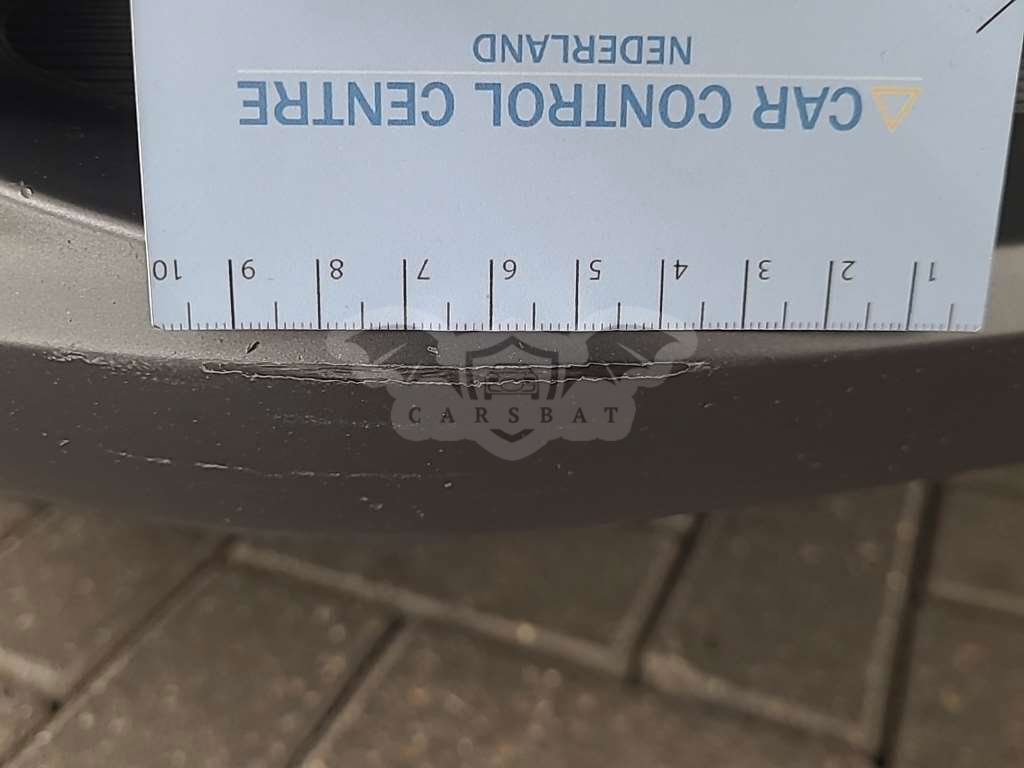 CAR CONTROL CENTRE
NEDERLAND
1 2 3 4 5 6 7 8 9 10
CARSBAT